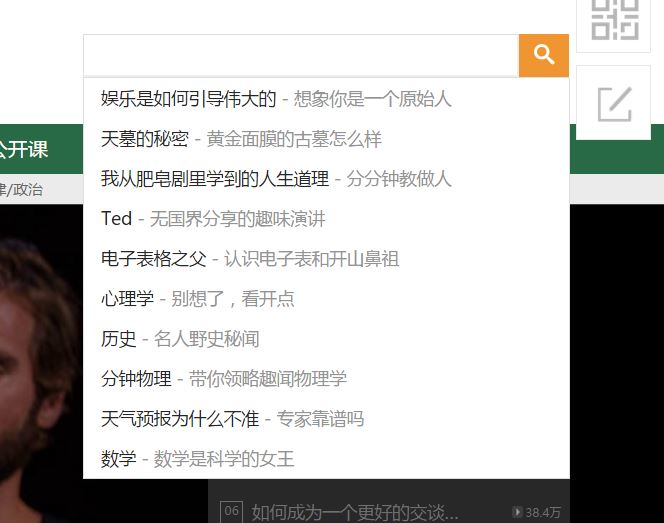 娱乐是如何引导伟大的 - 想象你是一个原始人
天墓的秘密 - 黄金面膜的古墓怎么样
公开课
我从肥皂剧里学到的人生道理 - 分分钟教做人
/政治
Ted - 无国界分享的趣味演讲
电子表格之父 - 认识电子表和开山鼻祖
心理学 - 别想了，看开点
历史 - 名人野史秘闻
分钟物理 - 带你领略趣闻物理学
天气预报为什么不准 - 专家靠谱吗
数学 - 数学是科学的女王
06 如何成为一个更好的交谈... 38.4万